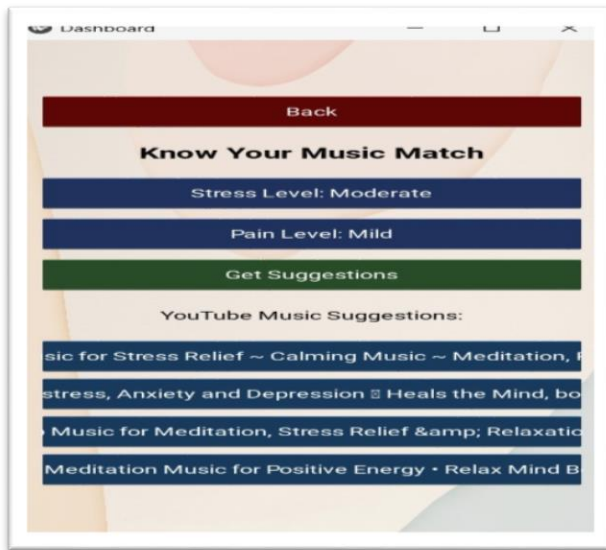 Dashboard
Back
Know Your Music Match
Stress Level: Moderate
Pain Level: Mild
Get Suggestions
YouTube Music Suggestions:
sic for Stress Relief ~ Calming Music ~ Meditation,
stress, Anxiety and Depression Heals the Mind, bo
Music for Meditation, Stress Relief &amp; Relaxatio
Meditation Music for Positive Energy • Relax Mind B